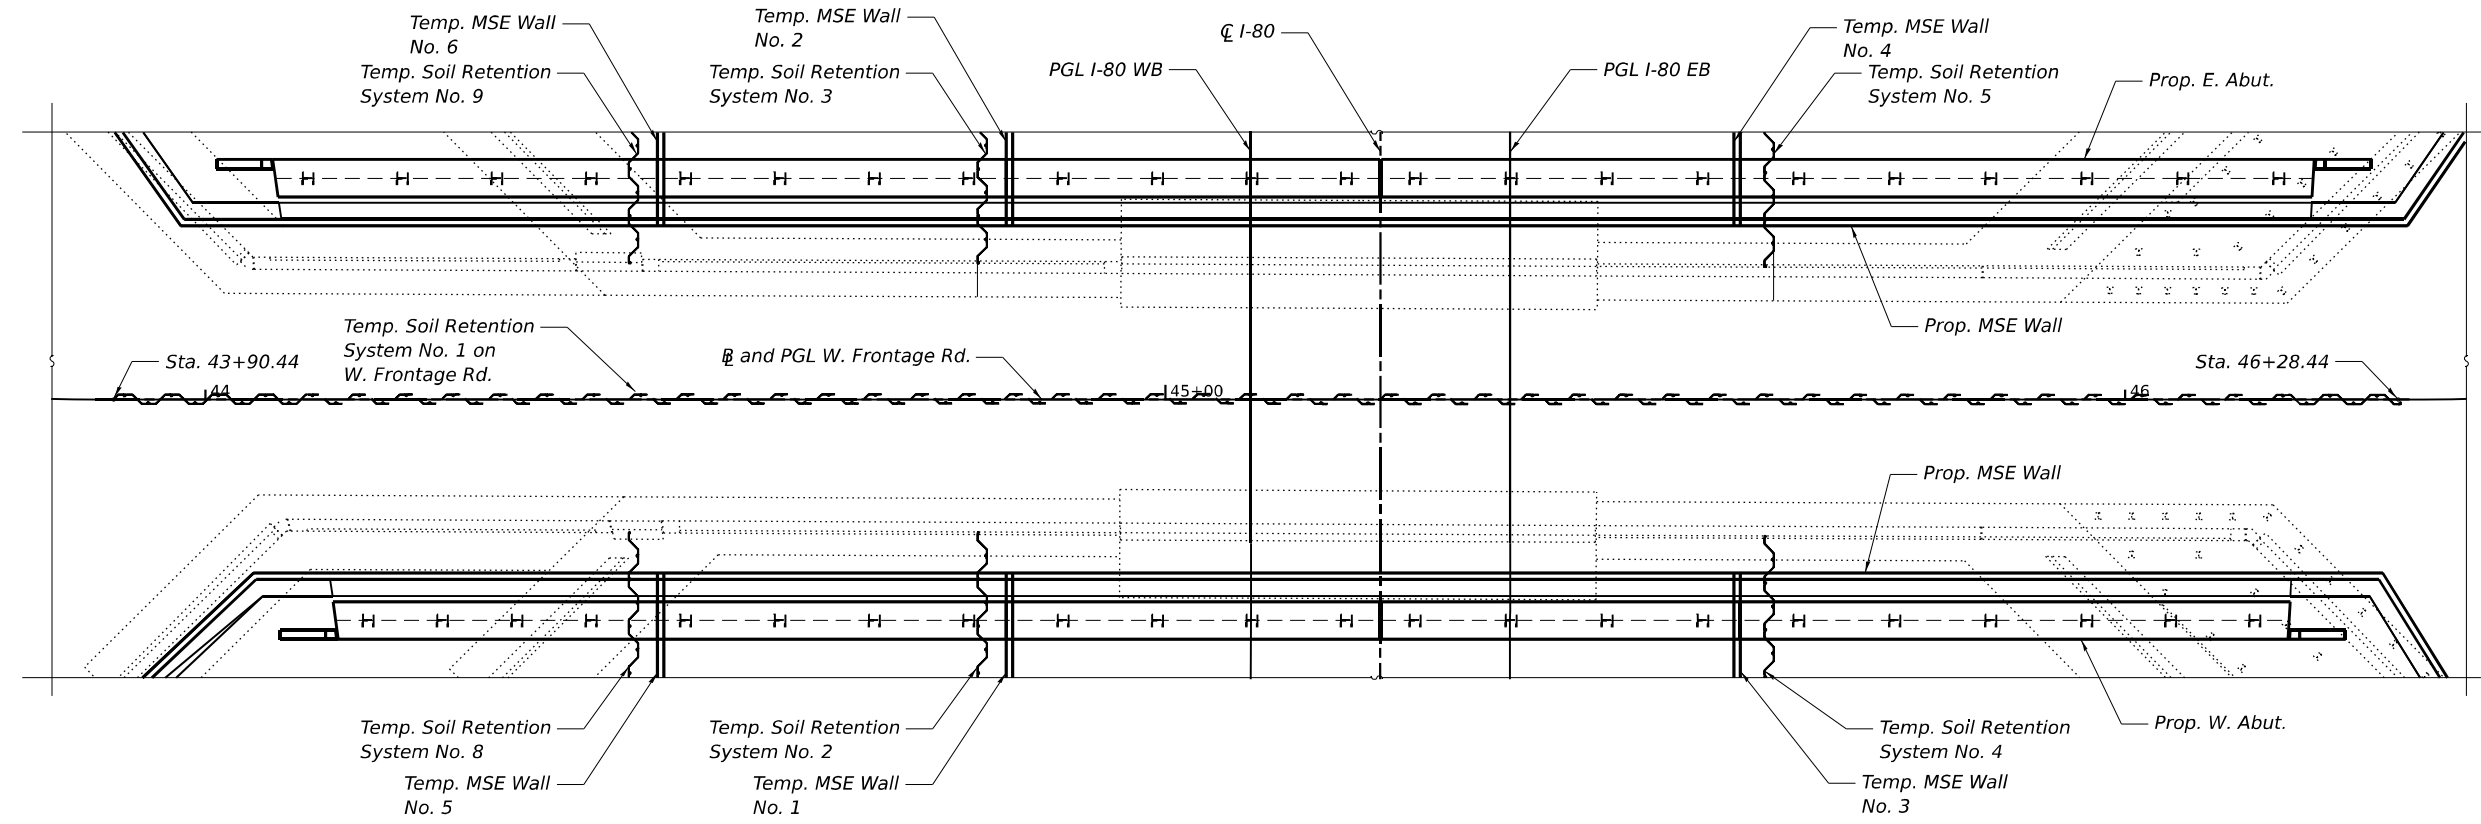 Temp. MSE Wall
No. 6
Temp. Soil Retention
System No. 9
Temp. MSE Wall
No. 2
Temp. Soil Retention
System No. 3
℄ I-80
PGL I-80 WB
PGL I-80 EB
Temp. MSE Wall
No. 4
Temp. Soil Retention
System No. 5
Prop. E. Abut.
Prop. MSE Wall
Temp. Soil Retention
System No. 1 on
W. Frontage Rd.
Sta. 43+90.44
BL and PGL W. Frontage Rd.
Sta. 46+28.44
44
45+00
46
Prop. MSE Wall
Temp. Soil Retention
System No. 8
Temp. MSE Wall
No. 5
Temp. Soil Retention
System No. 2
Temp. MSE Wall
No. 1
Temp. Soil Retention
System No. 4
Temp. MSE Wall
No. 3
Prop. W. Abut.